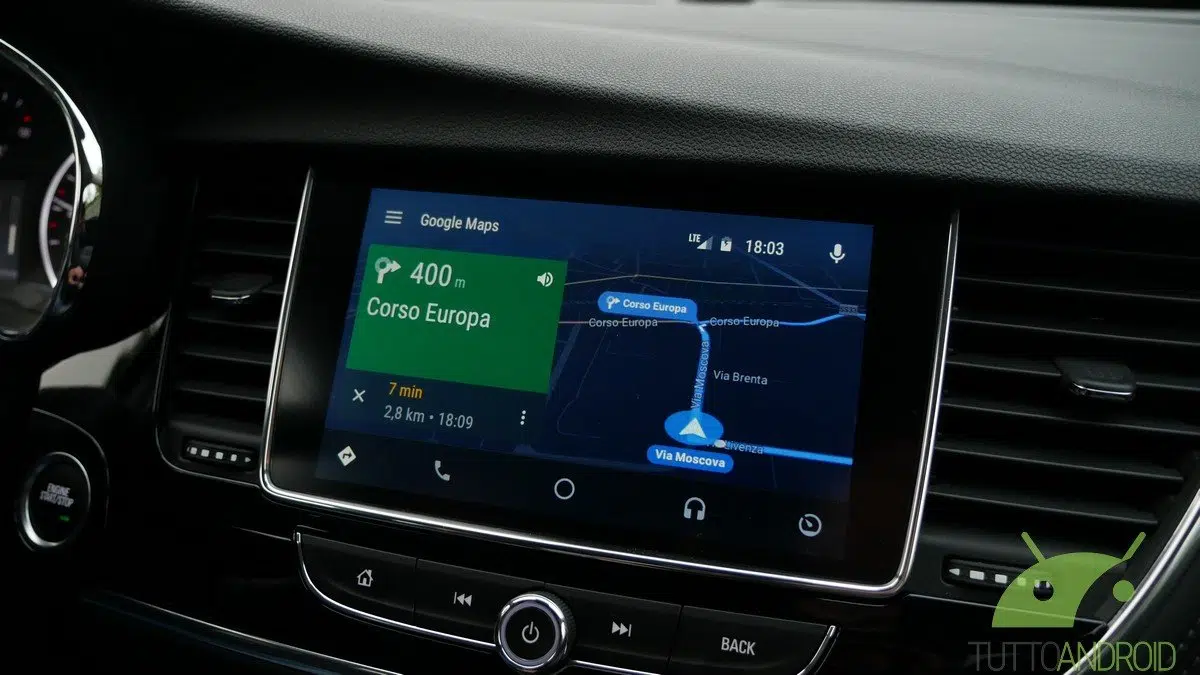 Google Maps
LTE
18:03
400 m
Corso Europa
7 min
2,8 km • 18:09
Corso Europa
Corso Europa
Corso Europa
Via Moscova
Via Brenta
Livenza
Via Moscova
ENGINE
START/STOP
BACK
TUTTOANDROID